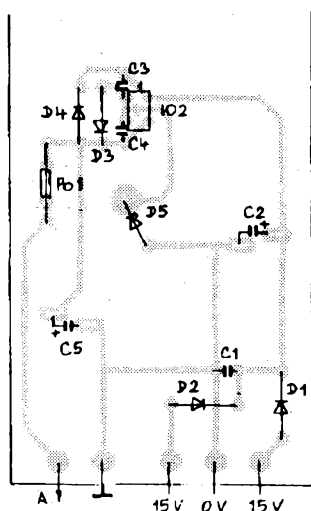 C3
D4
IO2
D3
C4
Po1
D5
C2
+
+
C5
C1
D2
D1
A
15V
0V
15V